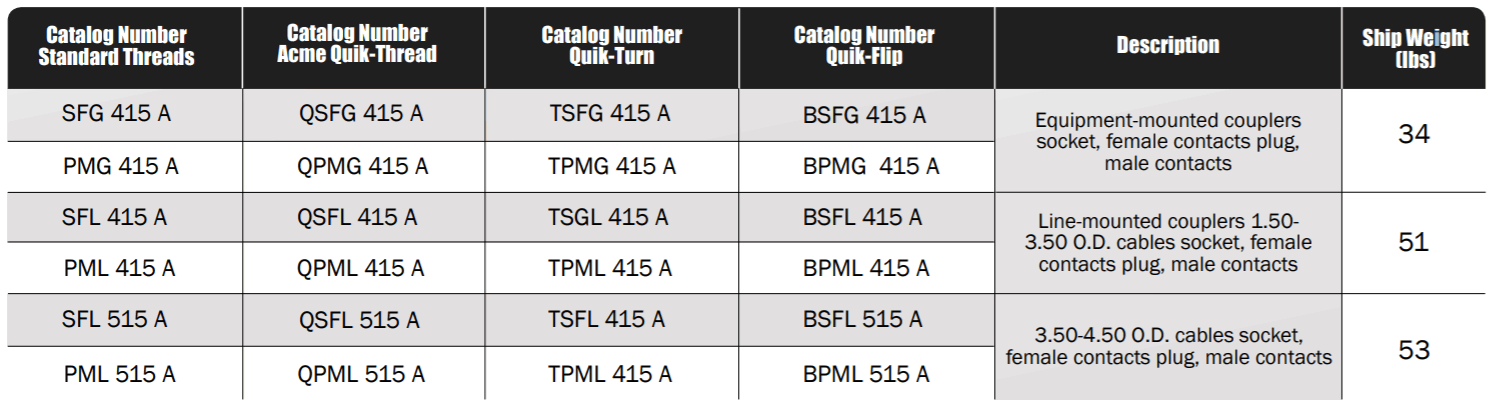 Catalog Number
Standard Threads
Catalog Number
Acme Quik-Thread
Catalog Number
Quik-Turn
Catalog Number
Quik-Flip
Description
Ship Weight
(lbs)
SFG 415 A
QSFG 415 A
TSFG 415 A
BSFG 415 A
Equipment-mounted couplers
socket, female contacts plug,
male contacts
34
PMG 415 A
QPMG 415 A
TPMG 415 A
BPMG 415 A
SFL 415 A
QSFL 415 A
TSGL 415 A
BSFL 415 A
Line-mounted couplers 1.50-
3.50 O.D. cables socket, female
contacts plug, male contacts
51
PML 415 A
QPML 415 A
TPML 415 A
BPML 415 A
SFL 515 A
QSFL 515 A
TSFL 415 A
BSFL 515 A
3.50-4.50 O.D. cables socket,
female contacts plug, male contacts
53
PML 515 A
QPML 515 A
TPML 415 A
BPML 515 A